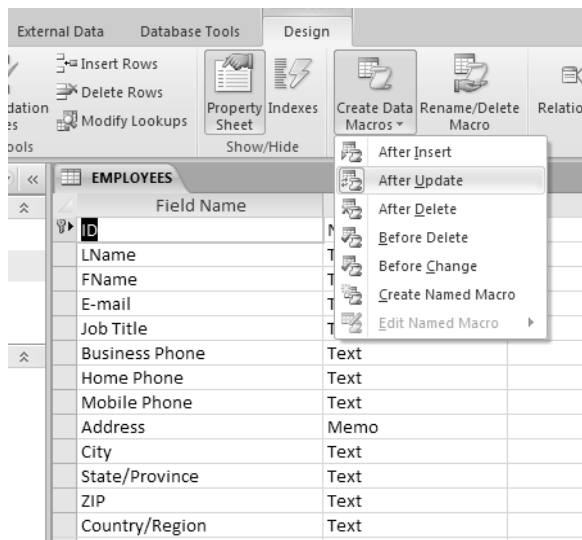 External Data Database Tools Design
Insert Rows
Delete Rows
Modify Lookups
Property Sheet
Indexes
Show/Hide
Create Data Macros
Rename/Delete Macro
EMPLOYEES
After Insert
After Update
After Delete
Before Delete
Before Change
Create Named Macro
Edit Named Macro
Field Name
ID
LName
FName
E-mail
Job Title
Business Phone Text
Home Phone Text
Mobile Phone Text
Address Memo
City Text
State/Province Text
ZIP Text
Country/Region Text